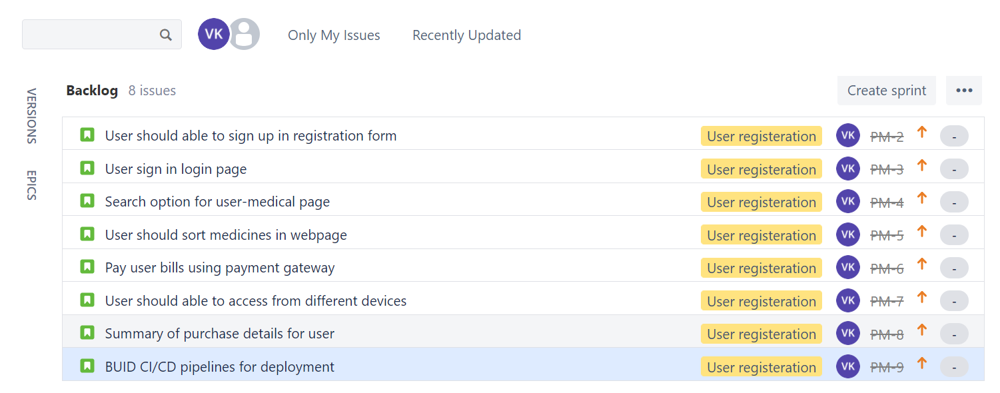 VK Only My Issues Recently Updated
VERSIONS
EPICS
Backlog 8 issues Create sprint •••
User should able to sign up in registration form User registeration VK PM-2 -
User sign in login page User registeration VK PM-3 -
Search option for user-medical page User registeration VK PM-4 -
User should sort medicines in webpage User registeration VK PM-5 -
Pay user bills using payment gateway User registeration VK PM-6 -
User should able to access from different devices User registeration VK PM-7 -
Summary of purchase details for user User registeration VK PM-8 -
BUID CI/CD pipelines for deployment User registeration VK PM-9 -